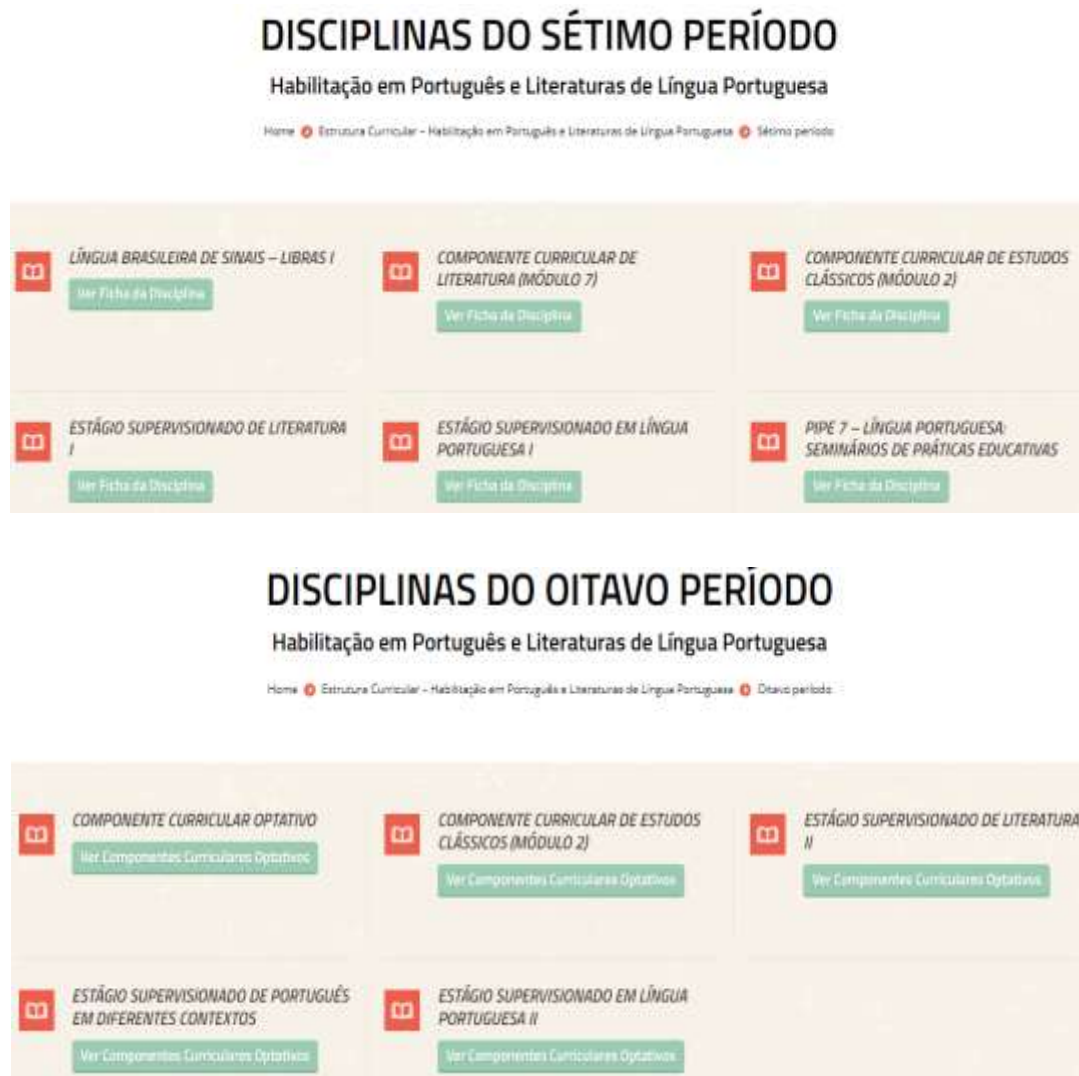 DISCIPLINAS DO SÉTIMO PERÍODO
Habilitação em Português e Literaturas de Língua Portuguesa
Home Estrutura Curricular – Habilitação em Português e Literaturas de Língua Portuguesa Sétimo período
LÍNGUA BRASILEIRA DE SINAIS – LIBRAS I
Ver Ficha da Disciplina
COMPONENTE CURRICULAR DE
LITERATURA (MÓDULO 7)
Ver Ficha da Disciplina
COMPONENTE CURRICULAR DE ESTUDOS
CLÁSSICOS (MÓDULO 2)
Ver Ficha da Disciplina
ESTÁGIO SUPERVISIONADO DE LITERATURA
I
Ver Ficha da Disciplina
ESTÁGIO SUPERVISIONADO EM LÍNGUA
PORTUGUESA I
Ver Ficha da Disciplina
PIPE 7 – LÍNGUA PORTUGUESA:
SEMINÁRIOS DE PRÁTICAS EDUCATIVAS
Ver Ficha da Disciplina
DISCIPLINAS DO OITAVO PERÍODO
Habilitação em Português e Literaturas de Língua Portuguesa
Home Estrutura Curricular – Habilitação em Português e Literaturas de Língua Portuguesa Oitavo período
COMPONENTE CURRICULAR OPTATIVO
Ver Componentes Curriculares Optativos
COMPONENTE CURRICULAR DE ESTUDOS
CLÁSSICOS (MÓDULO 2)
Ver Componentes Curriculares Optativos
ESTÁGIO SUPERVISIONADO DE LITERATURA
II
Ver Componentes Curriculares Optativos
ESTÁGIO SUPERVISIONADO DE PORTUGUÊS
EM DIFERENTES CONTEXTOS
Ver Componentes Curriculares Optativos
ESTÁGIO SUPERVISIONADO EM LÍNGUA
PORTUGUESA II
Ver Componentes Curriculares Optativos